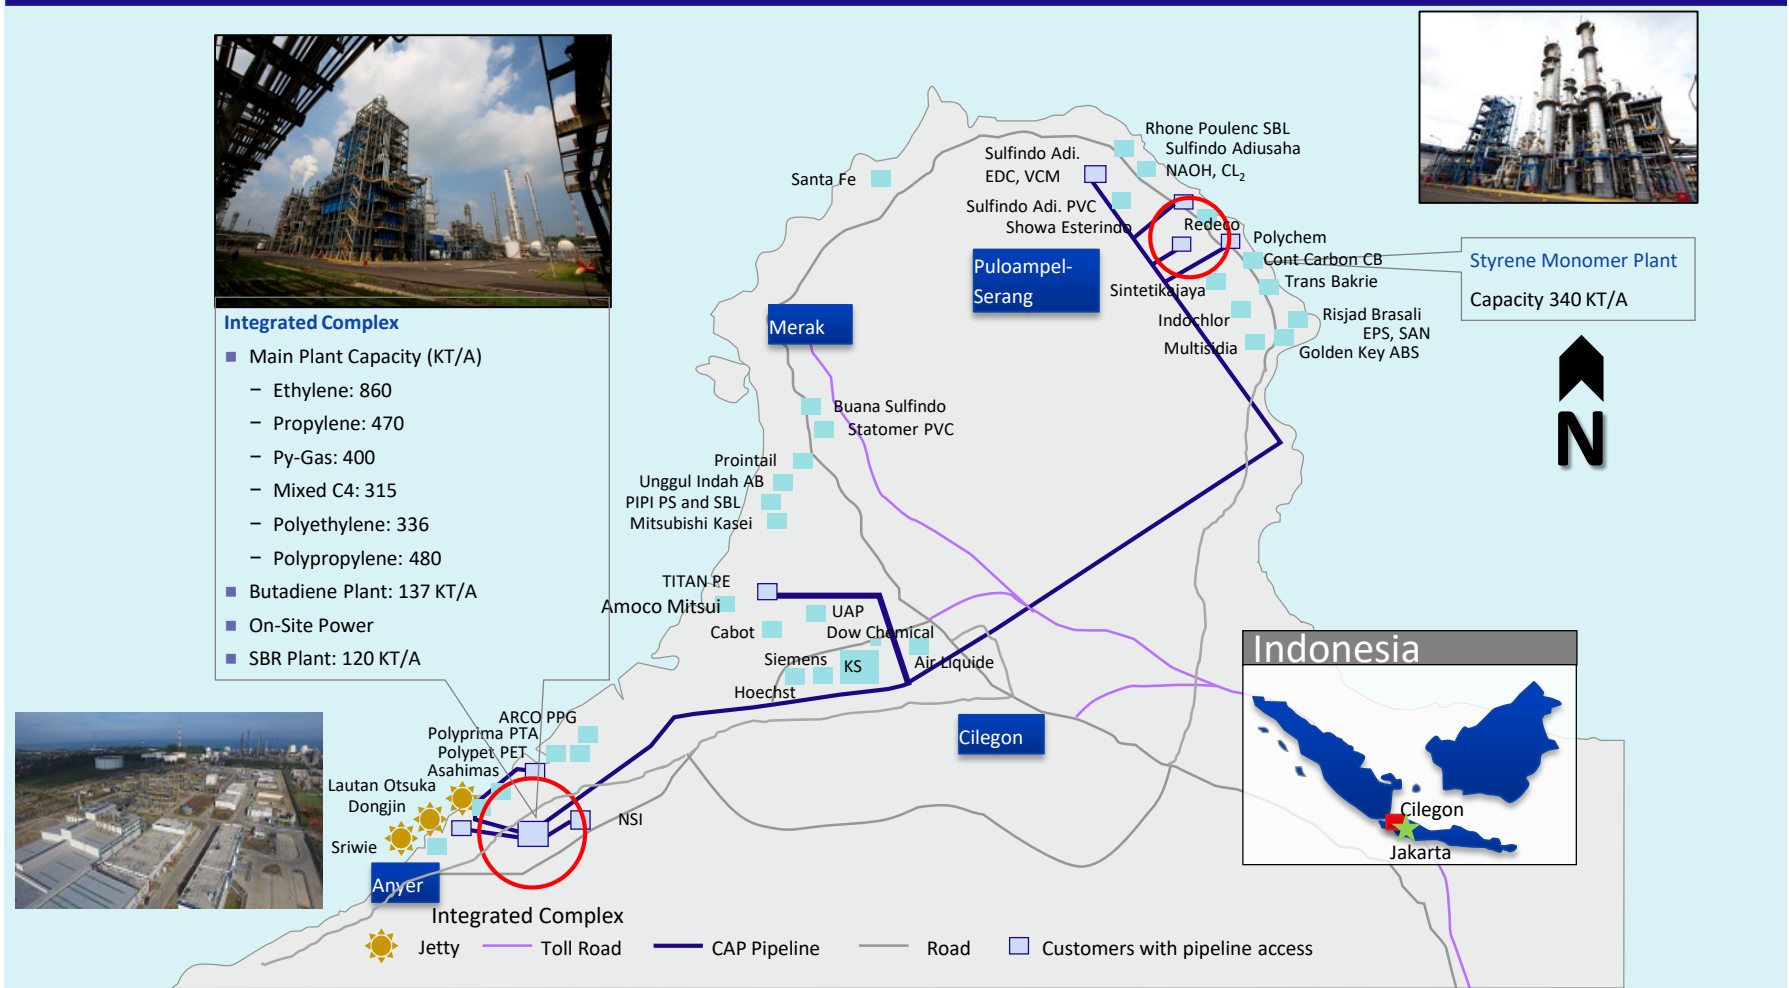 Integrated Complex
Main Plant Capacity (KT/A)
– Ethylene: 860
– Propylene: 470
– Py-Gas: 400
– Mixed C4: 315
– Polyethylene: 336
– Polypropylene: 480
Butadiene Plant: 137 KT/A
On-Site Power
SBR Plant: 120 KT/A
Santa Fe
Rhone Poulenc SBL
Sulfindo Adiusaha
NAOH, CL2
Sulfindo Adi.
EDC, VCM
Sulfindo Adi. PVC
Showa Esterindo
Redeco
Polychem
Cont Carbon CB
Trans Bakrie
Sintetikajaya
Indochlor
Multisidia
Risjad Brasali
EPS, SAN
Golden Key ABS
Puloampel-
Serang
Merak
Styrene Monomer Plant
Capacity 340 KT/A
N
Buana Sulfindo
Statomer PVC
Prointail
Unggul Indah AB
PIPI PS and SBL
Mitsubishi Kasei
TITAN PE
Amoco Mitsui
UAP
Cabot
Dow Chemical
Siemens
KS
Air Liquide
Hoechst
Cilegon
ARCO PPG
Polyprima PTA
Polypet PET
Asahimas
Lautan Otsuka
Dongjin
NSI
Sriwie
Anyer
Integrated Complex
Indonesia
Cilegon
Jakarta
Jetty
Toll Road
CAP Pipeline
Road
Customers with pipeline access